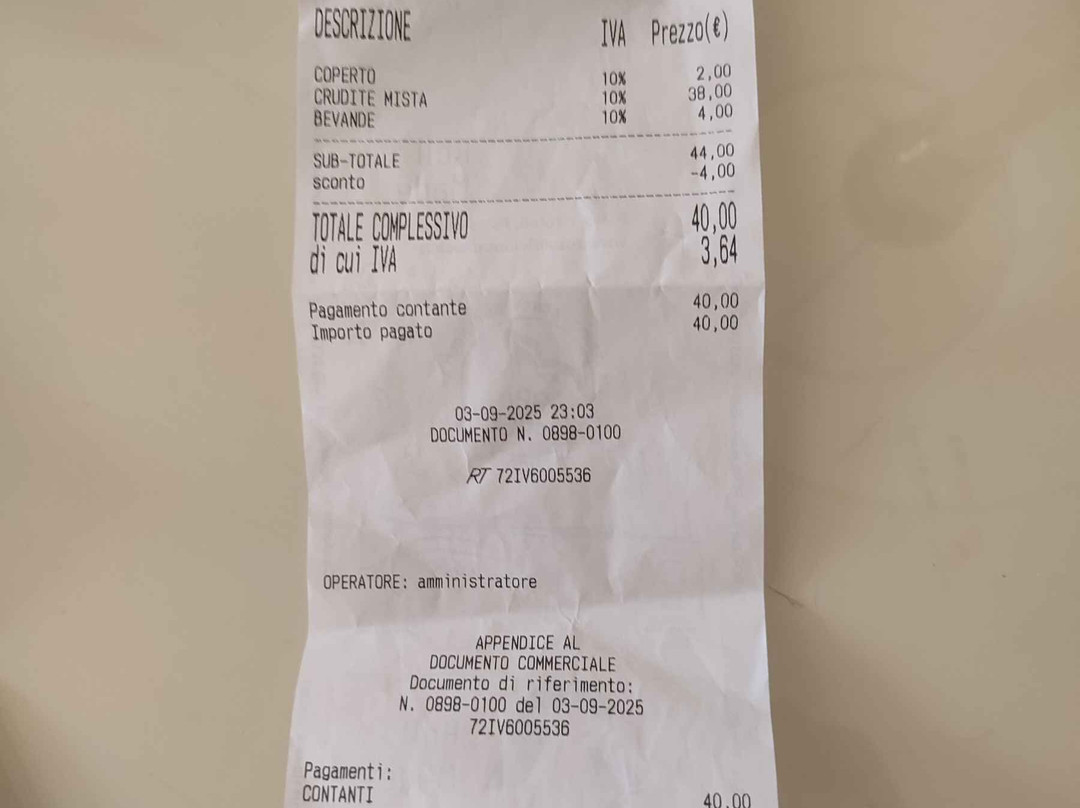 DESCRIZIONE IVA Prezzo(€)
COPERTO 10% 2,00
CRUDITE MISTA 10% 38,00
BEVANDE 10% 4,00
SUB-TOTALE 44,00
sconto -4,00
TOTALE COMPLESSIVO 40,00
di cui IVA 3,64
Pagamento contante 40,00
Importo pagato 40,00
03-09-2025 23:03
DOCUMENTO N. 0898-0100
RT 72IV6005536
OPERATORE: amministratore
APPENDICE AL
DOCUMENTO COMMERCIALE
Documento di riferimento:
N. 0898-0100 del 03-09-2025
72IV6005536
Pagamenti:
CONTANTI 40,00